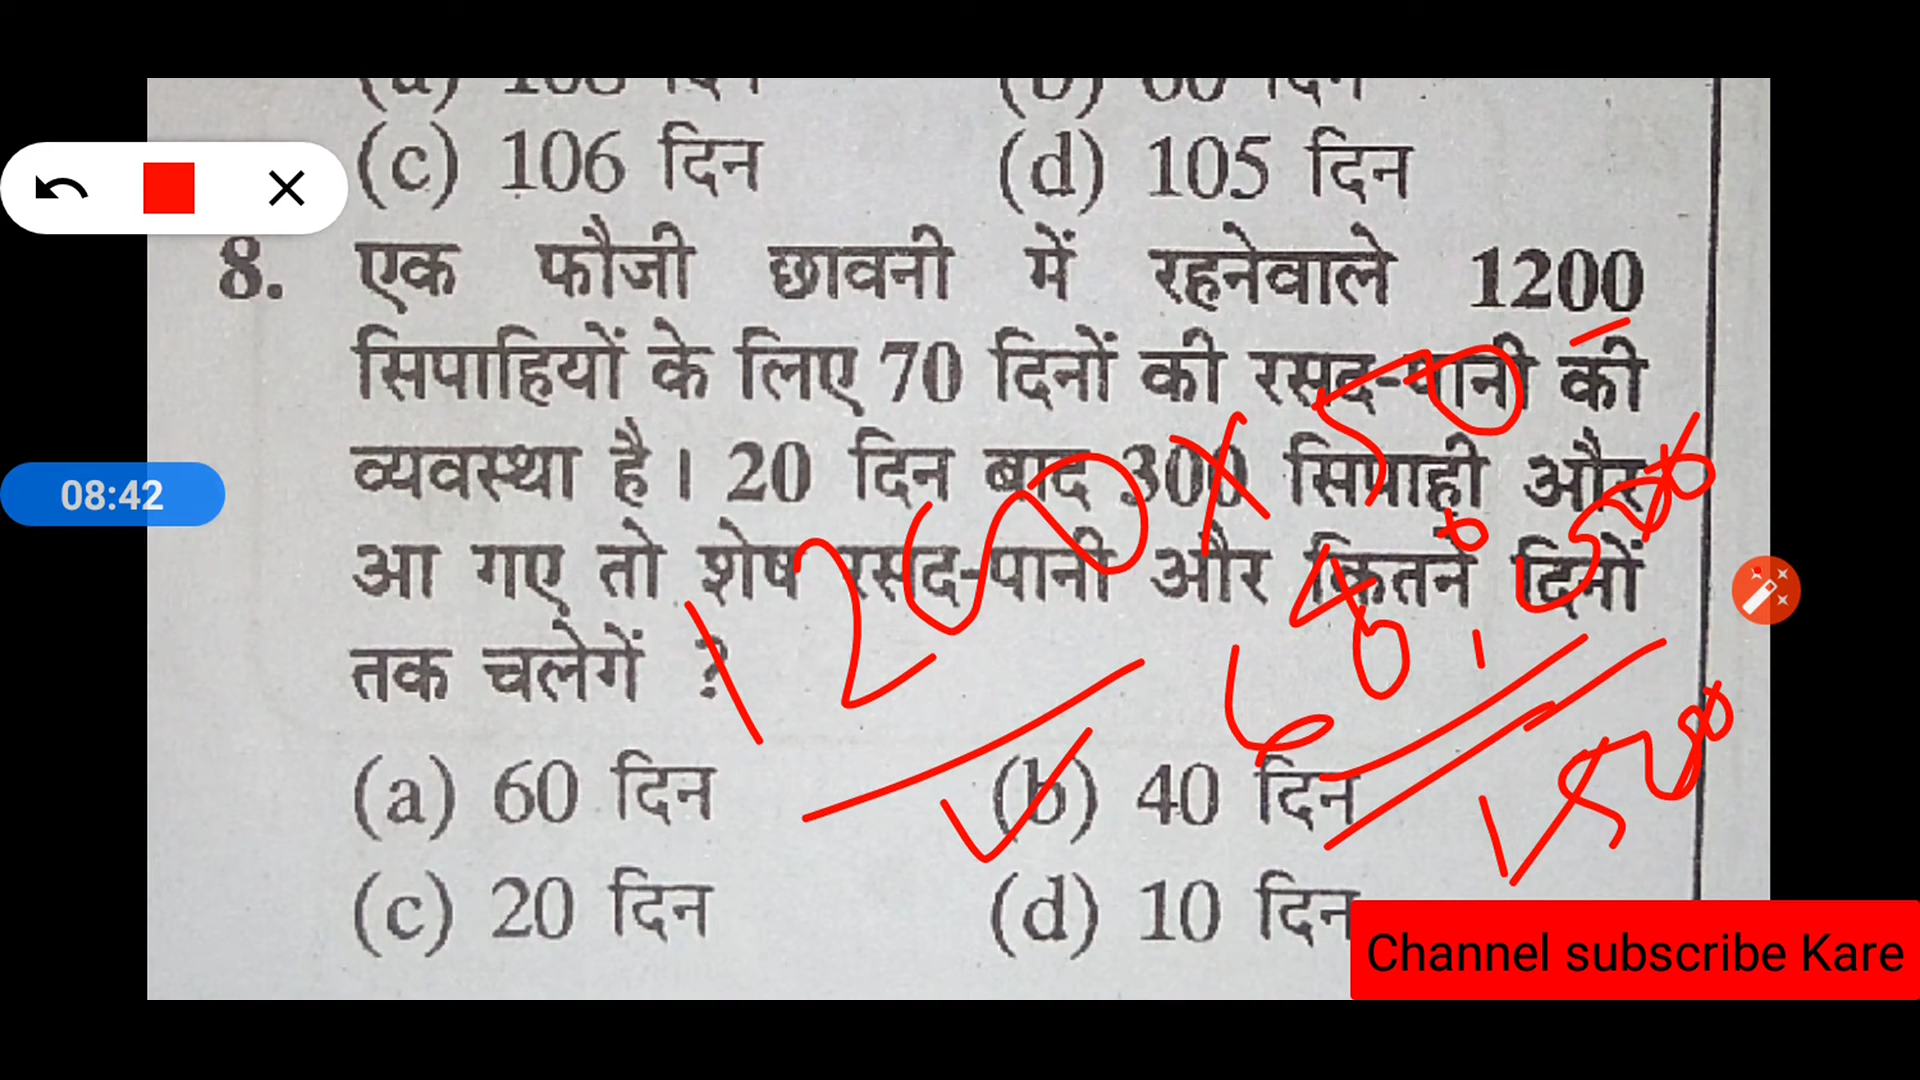 (c) 106 दिन (d) 105 दिन
8. एक फौजी छावनी में रहनेवाले 1200
सिपाहियों के लिए 70 दिनों की रसद-पानी की
08:42
व्यवस्था है। 20 दिन बाद 300 सिपाही और
आ गए तो शेष रसद-पानी और कितने दिनों
तक चलेगें ?
1200 X 50
1500
(a) 60 दिन (b) 40 दिन
(c) 20 दिन (d) 10 दिन
Channel subscribe Kare